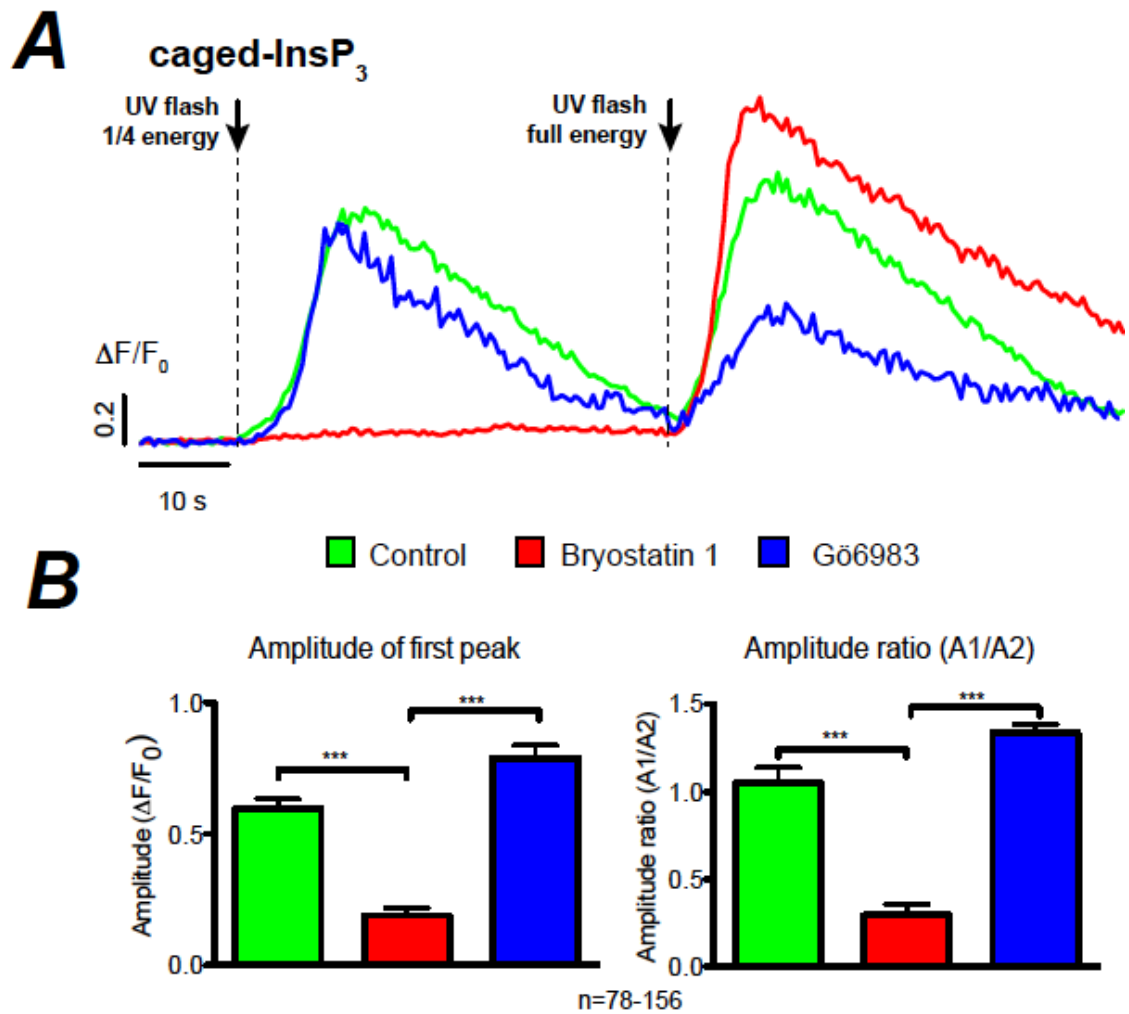 A
caged-InsP3
UV flash
1/4 energy
UV flash
full energy
ΔF/F0
0.2
10 s
Control
Bryostatin 1
Gö6983
B
Amplitude of first peak
Amplitude (ΔF/F0)
1.0
0.5
0.0
***
***
Amplitude ratio (A1/A2)
Amplitude ratio (A1/A2)
1.5
1.0
0.5
0.0
***
***
n=78-156